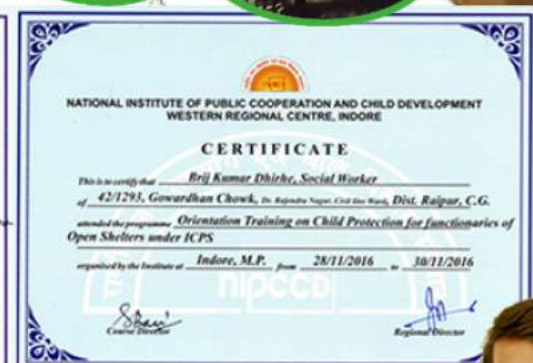 NATIONAL INSTITUTE OF PUBLIC COOPERATION AND CHILD DEVELOPMENT
WESTERN REGIONAL CENTRE, INDORE
CERTIFICATE
This is to certify that Brij Kumar Dhirhe, Social Worker
of 42/1293, Gowardhan Chowk, Dr. Rajendra Nagar, Civil line Ward, Dist. Raipur, C.G.
attended the programme Orientation Training on Child Protection for functionaries of
Open Shelters under ICPS
organised by the Institute at Indore, M.P. from 28/11/2016 to 30/11/2016
nipccd
Course Director
Regional Director